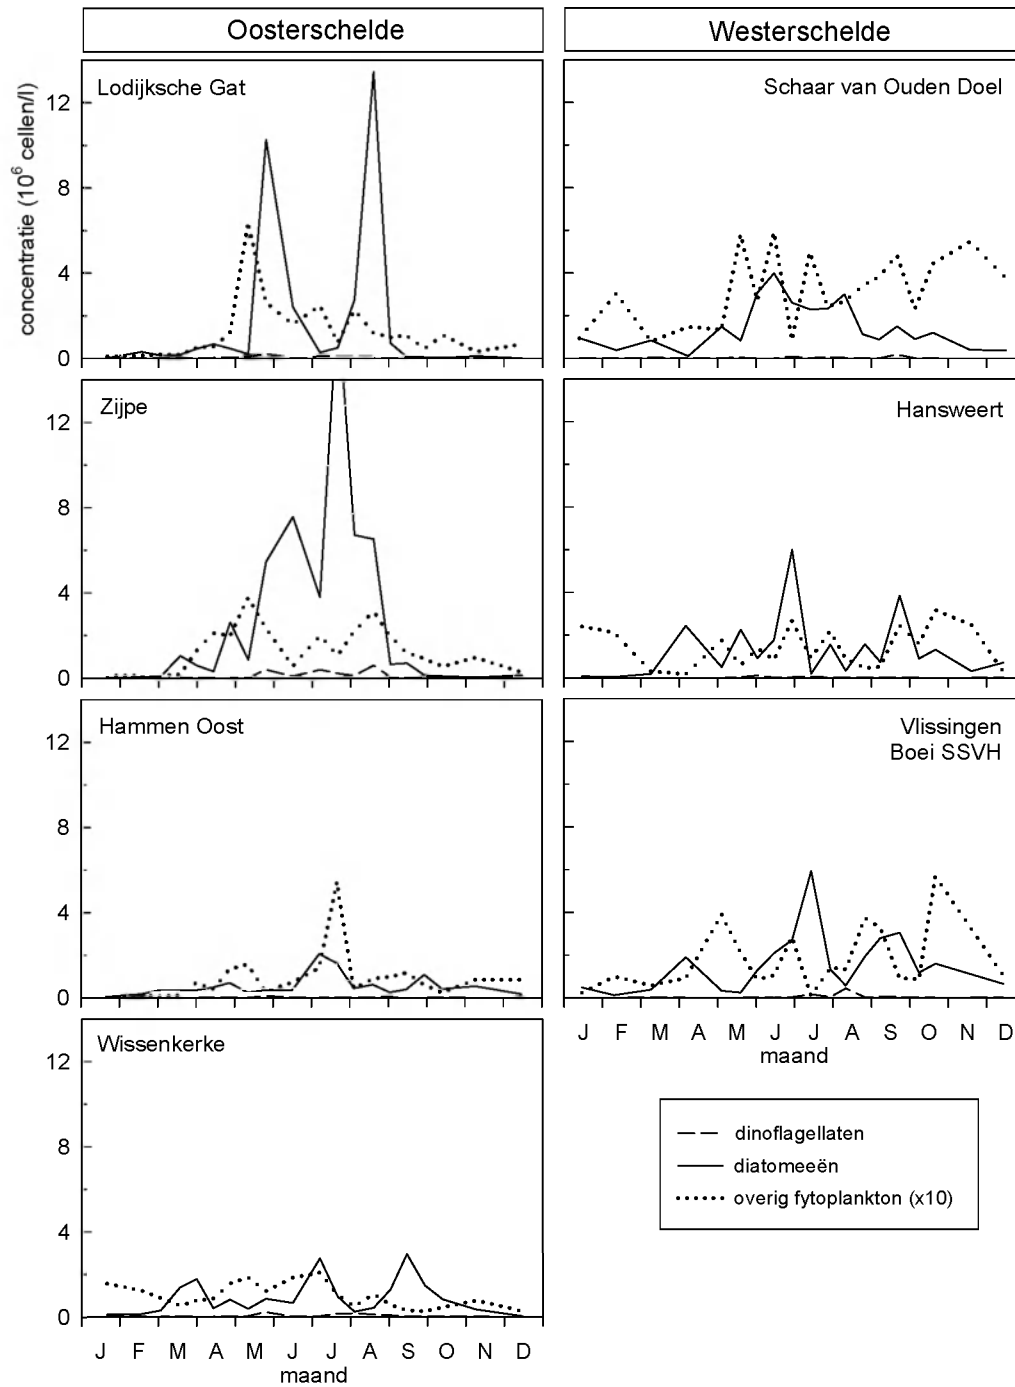 Oosterschelde
Westerschelde
concentratie (10⁶ cellen/l)
Lodijksche Gat
12
8
4
0
Schaar van Ouden Doel
Zijpe
12
8
4
0
Hansweert
Hammen Oost
12
8
4
0
Vlissingen
Boei SSVH
J F M A M J J A S O N D
maand
Wissenkerke
12
8
4
0
J F M A M J J A S O N D
maand
dinoflagellaten
diatomeeën
overig fytoplankton (x10)